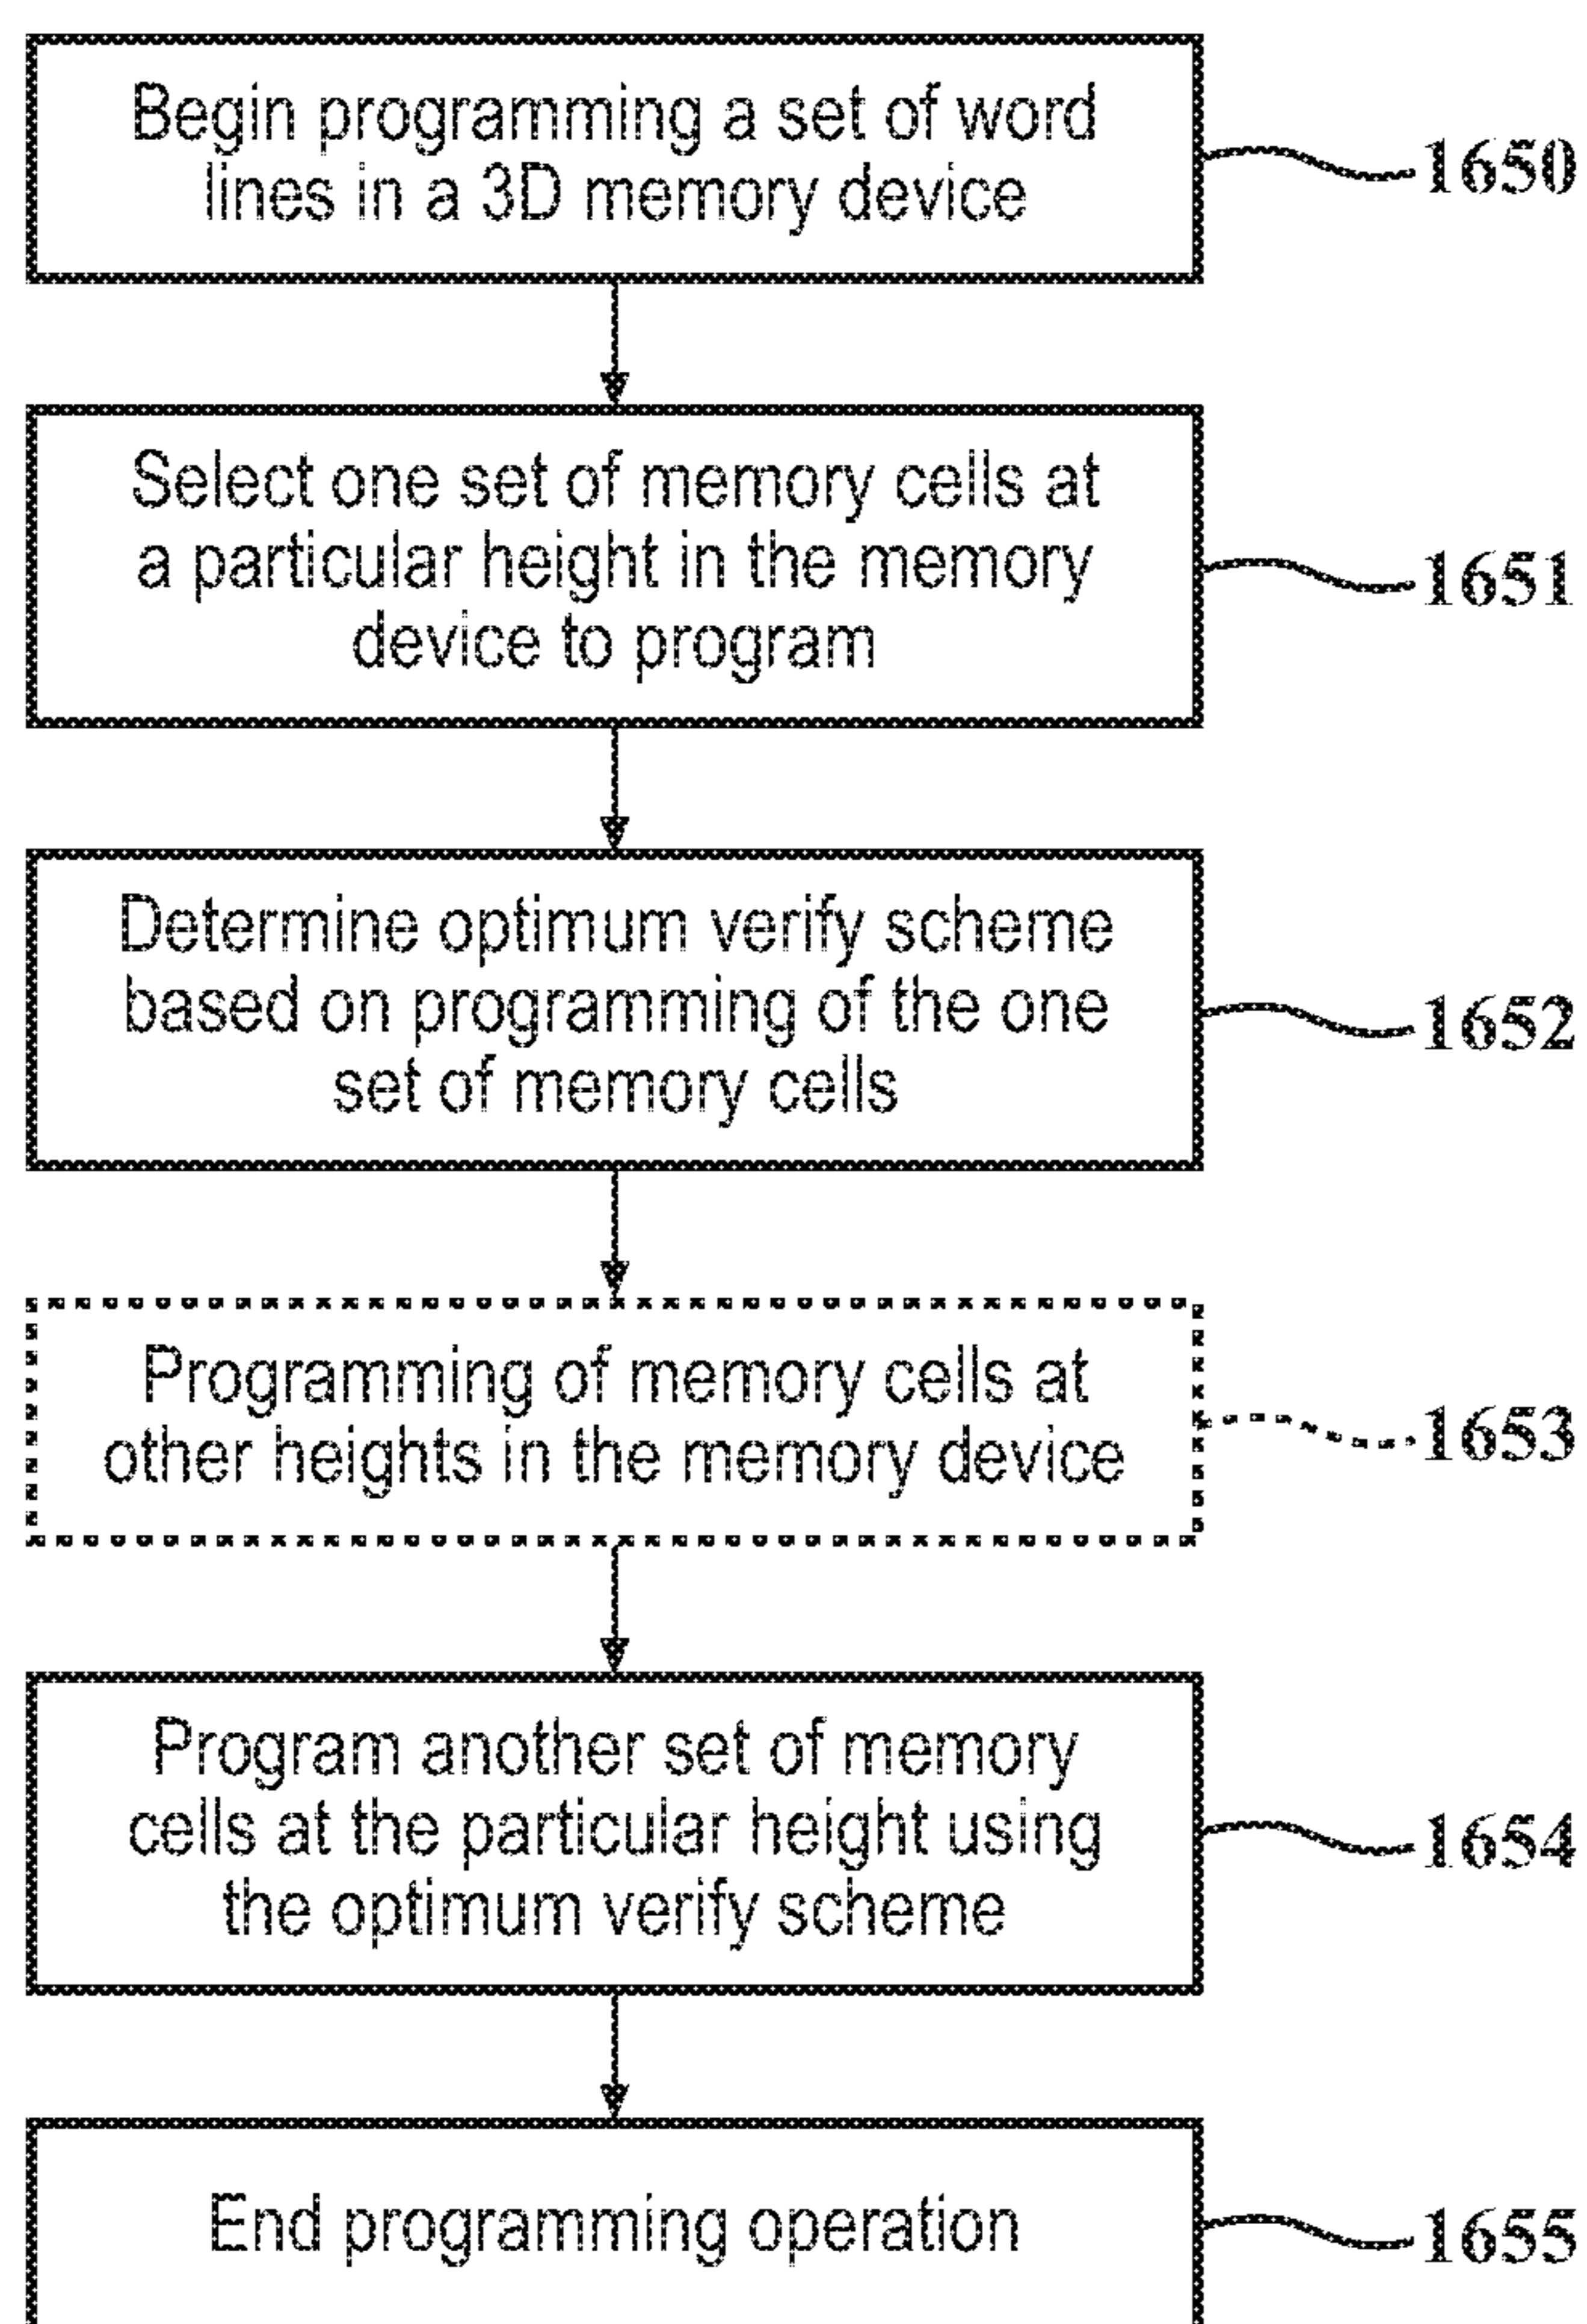 Begin programming a set of word
lines in a 3D memory device
1650
Select one set of memory cells at
a particular height in the memory
device to program
1651
Determine optimum verify scheme
based on programming of the one
set of memory cells
1652
Programming of memory cells at
other heights in the memory device
1653
Program another set of memory
cells at the particular height using
the optimum verify scheme
1654
End programming operation
1655